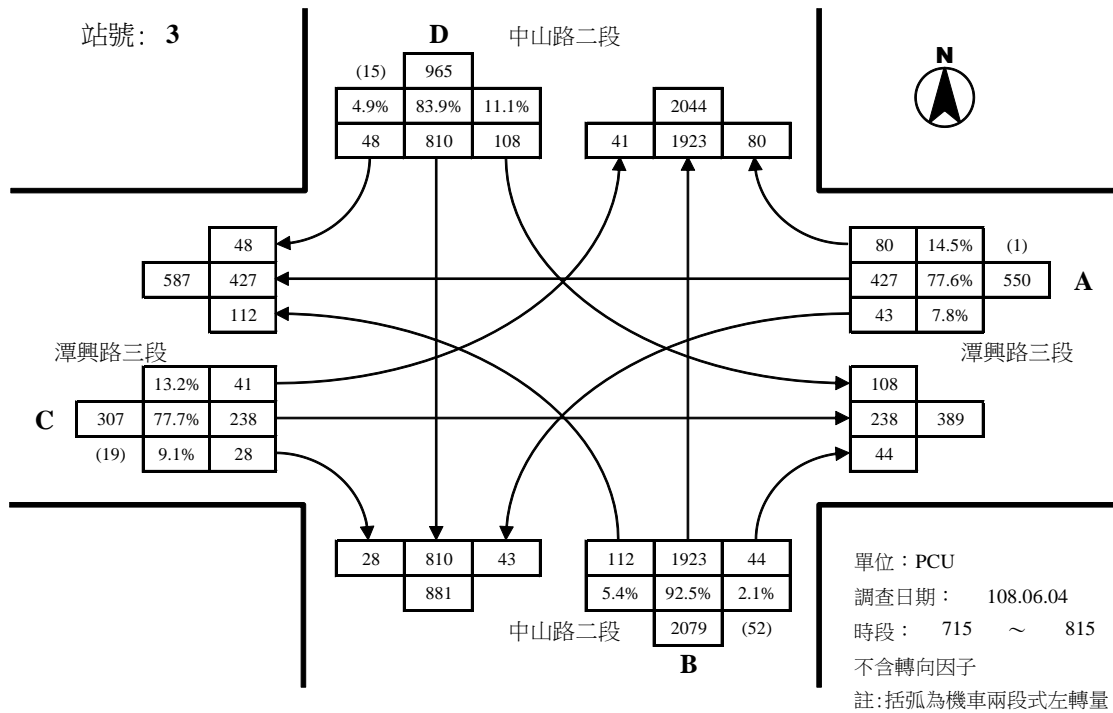 站號: 3
D 中山路二段
N
(15) 965
4.9% 83.9% 11.1%
48 810 108
2044
41 1923 80
48
587 427
112
80 14.5% (1)
427 77.6% 550 A
43 7.8%
潭興路三段
潭興路三段
13.2% 41
C 307 77.7% 238
(19) 9.1% 28
108
238 389
44
28 810 43
881
112 1923 44
5.4% 92.5% 2.1%
中山路二段 2079 (52)
B
單位：PCU
調查日期： 108.06.04
時段： 715 ～ 815
不含轉向因子
註:括弧為機車兩段式左轉量